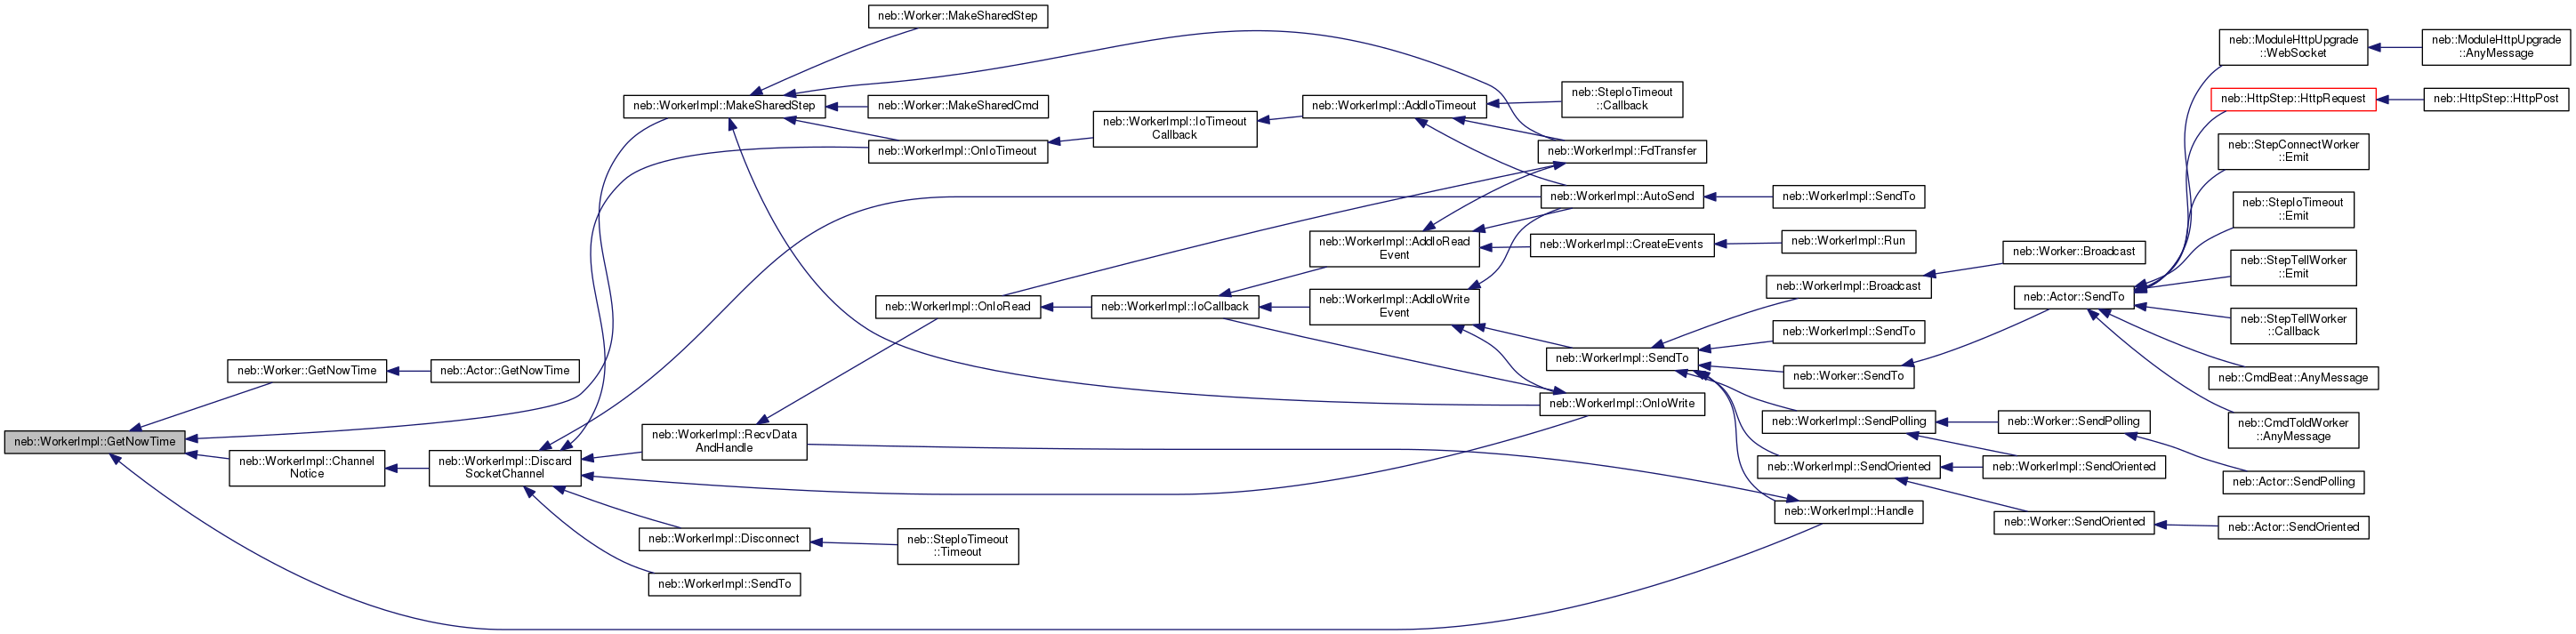 neb::WorkerImpl::GetNowTime
neb::Worker::GetNowTime
neb::Actor::GetNowTime
neb::WorkerImpl::Channel
Notice
neb::WorkerImpl::Discard
SocketChannel
neb::WorkerImpl::MakeSharedStep
neb::Worker::MakeSharedStep
neb::Worker::MakeSharedCmd
neb::WorkerImpl::OnIoTimeout
neb::WorkerImpl::IoTimeout
Callback
neb::WorkerImpl::AddIoTimeout
neb::StepIoTimeout
::Callback
neb::WorkerImpl::FdTransfer
neb::WorkerImpl::AutoSend
neb::WorkerImpl::SendTo
neb::WorkerImpl::AddIoRead
Event
neb::WorkerImpl::CreateEvents
neb::WorkerImpl::Run
neb::WorkerImpl::OnIoRead
neb::WorkerImpl::IoCallback
neb::WorkerImpl::AddIoWrite
Event
neb::WorkerImpl::SendTo
neb::WorkerImpl::OnIoWrite
neb::WorkerImpl::RecvData
AndHandle
neb::WorkerImpl::Disconnect
neb::StepIoTimeout
::Timeout
neb::WorkerImpl::SendTo
neb::WorkerImpl::Broadcast
neb::Worker::Broadcast
neb::WorkerImpl::SendTo
neb::Worker::SendTo
neb::WorkerImpl::SendPolling
neb::Worker::SendPolling
neb::WorkerImpl::SendOriented
neb::WorkerImpl::SendOriented
neb::Actor::SendPolling
neb::WorkerImpl::Handle
neb::Worker::SendOriented
neb::Actor::SendOriented
neb::Actor::SendTo
neb::ModuleHttpUpgrade
::WebSocket
neb::ModuleHttpUpgrade
::AnyMessage
neb::HttpStep::HttpRequest
neb::HttpStep::HttpPost
neb::StepConnectWorker
::Emit
neb::StepIoTimeout
::Emit
neb::StepTellWorker
::Emit
neb::StepTellWorker
::Callback
neb::CmdBeat::AnyMessage
neb::CmdToldWorker
::AnyMessage